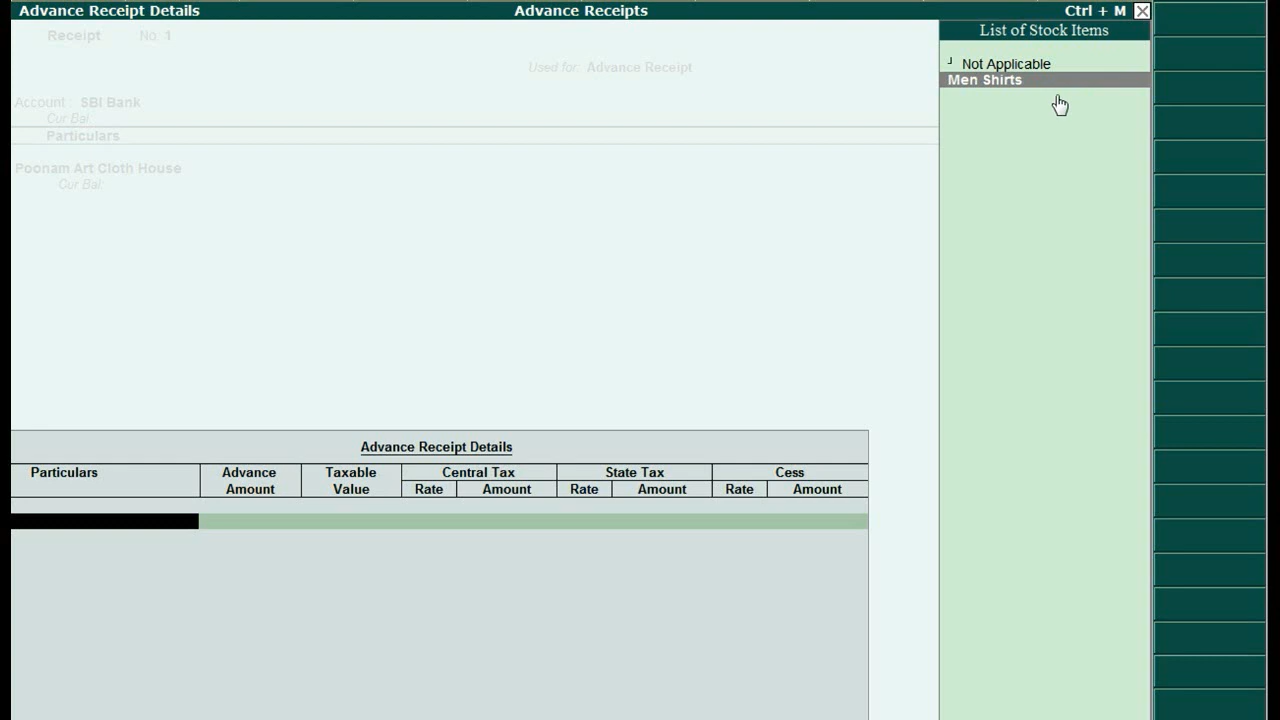 Advance Receipt Details Advance Receipts Ctrl + M
List of Stock Items
Receipt No. 1
Not Applicable
Used for: Advance Receipt
Men Shirts
Account : SBI Bank
Cur Bal
Particulars
Poonam Art Cloth House
Cur Bal:
Advance Receipt Details
Particulars Advance Taxable Central Tax State Tax Cess
Amount Value Rate Amount Rate Amount Rate Amount